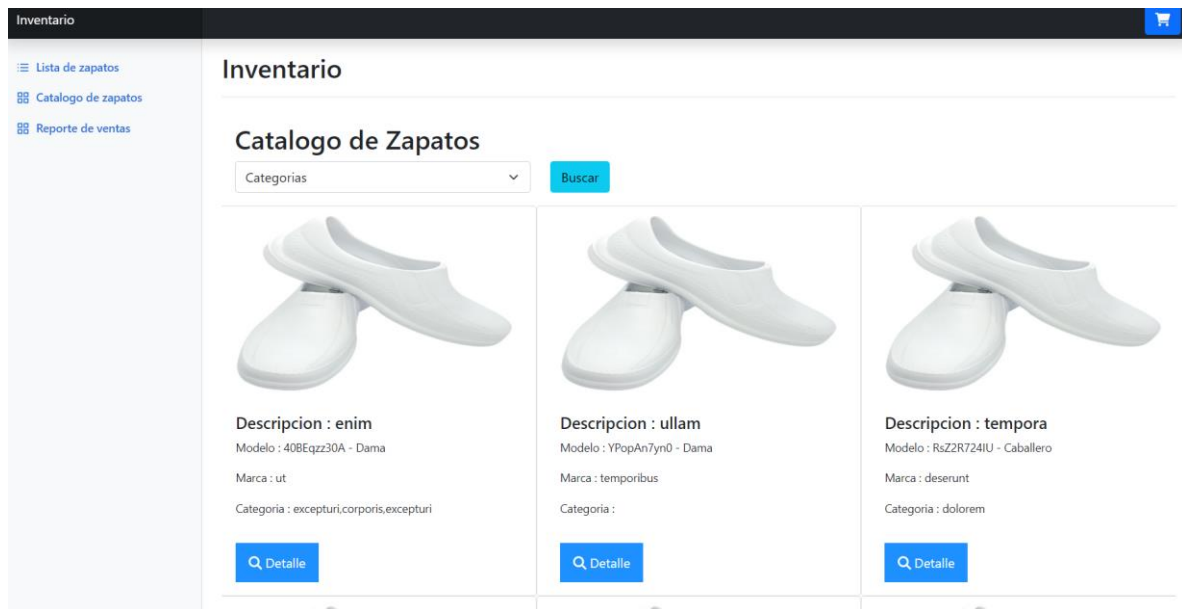 Inventario
Lista de zapatos
Catalogo de zapatos
Reporte de ventas
Inventario
Catalogo de Zapatos
Categorias
Buscar
Descripcion : enim
Modelo : 40BEqzz30A - Dama
Marca : ut
Categoria : excepturi,corporis,excepturi
Detalle
Descripcion : ullam
Modelo : YPopAn7yn0 - Dama
Marca : temporibus
Categoria :
Detalle
Descripcion : tempora
Modelo : RsZ2R724IU - Caballero
Marca : deserunt
Categoria : dolorem
Detalle